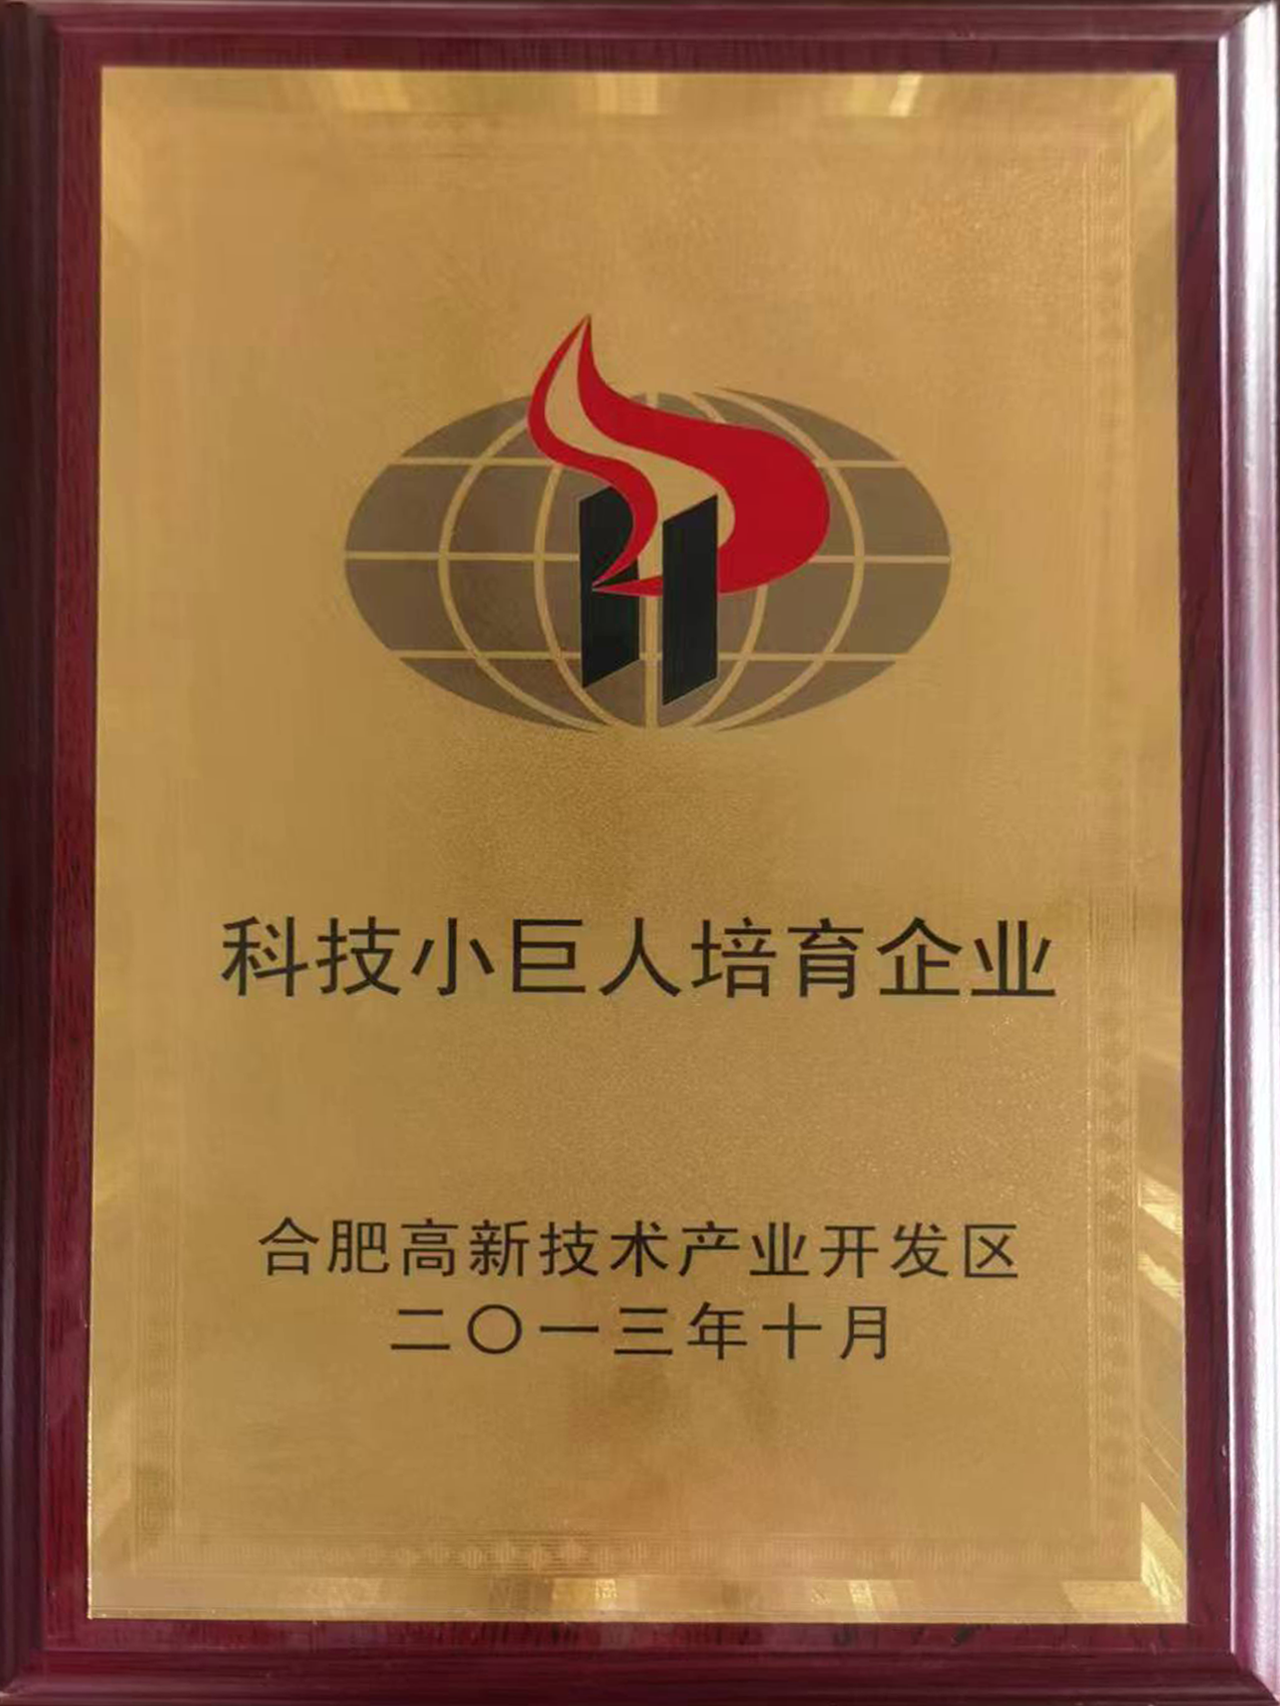 科技小巨人培育企业
合肥高新技术产业开发区
二〇一三年十月